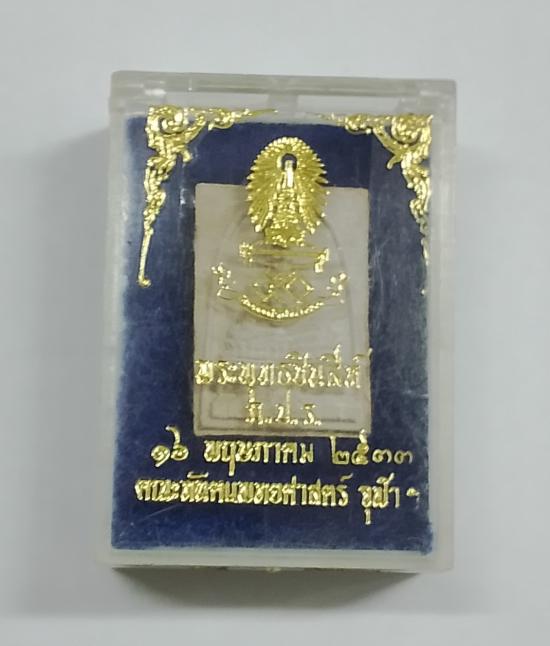 พระพุทธชินสีห์
ภ.ป.ร.
๑๖ พฤษภาคม ๒๕๓๓
คณะทันตแพทยศาสตร์ จุฬาฯ